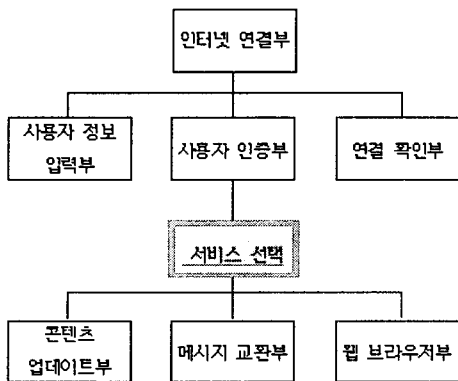 인터넷 연결부
사용자 정보
입력부
사용자 인증부
연결 확인부
서비스 선택
콘텐츠
업데이트부
메시지 교환부
웹 브라우저부